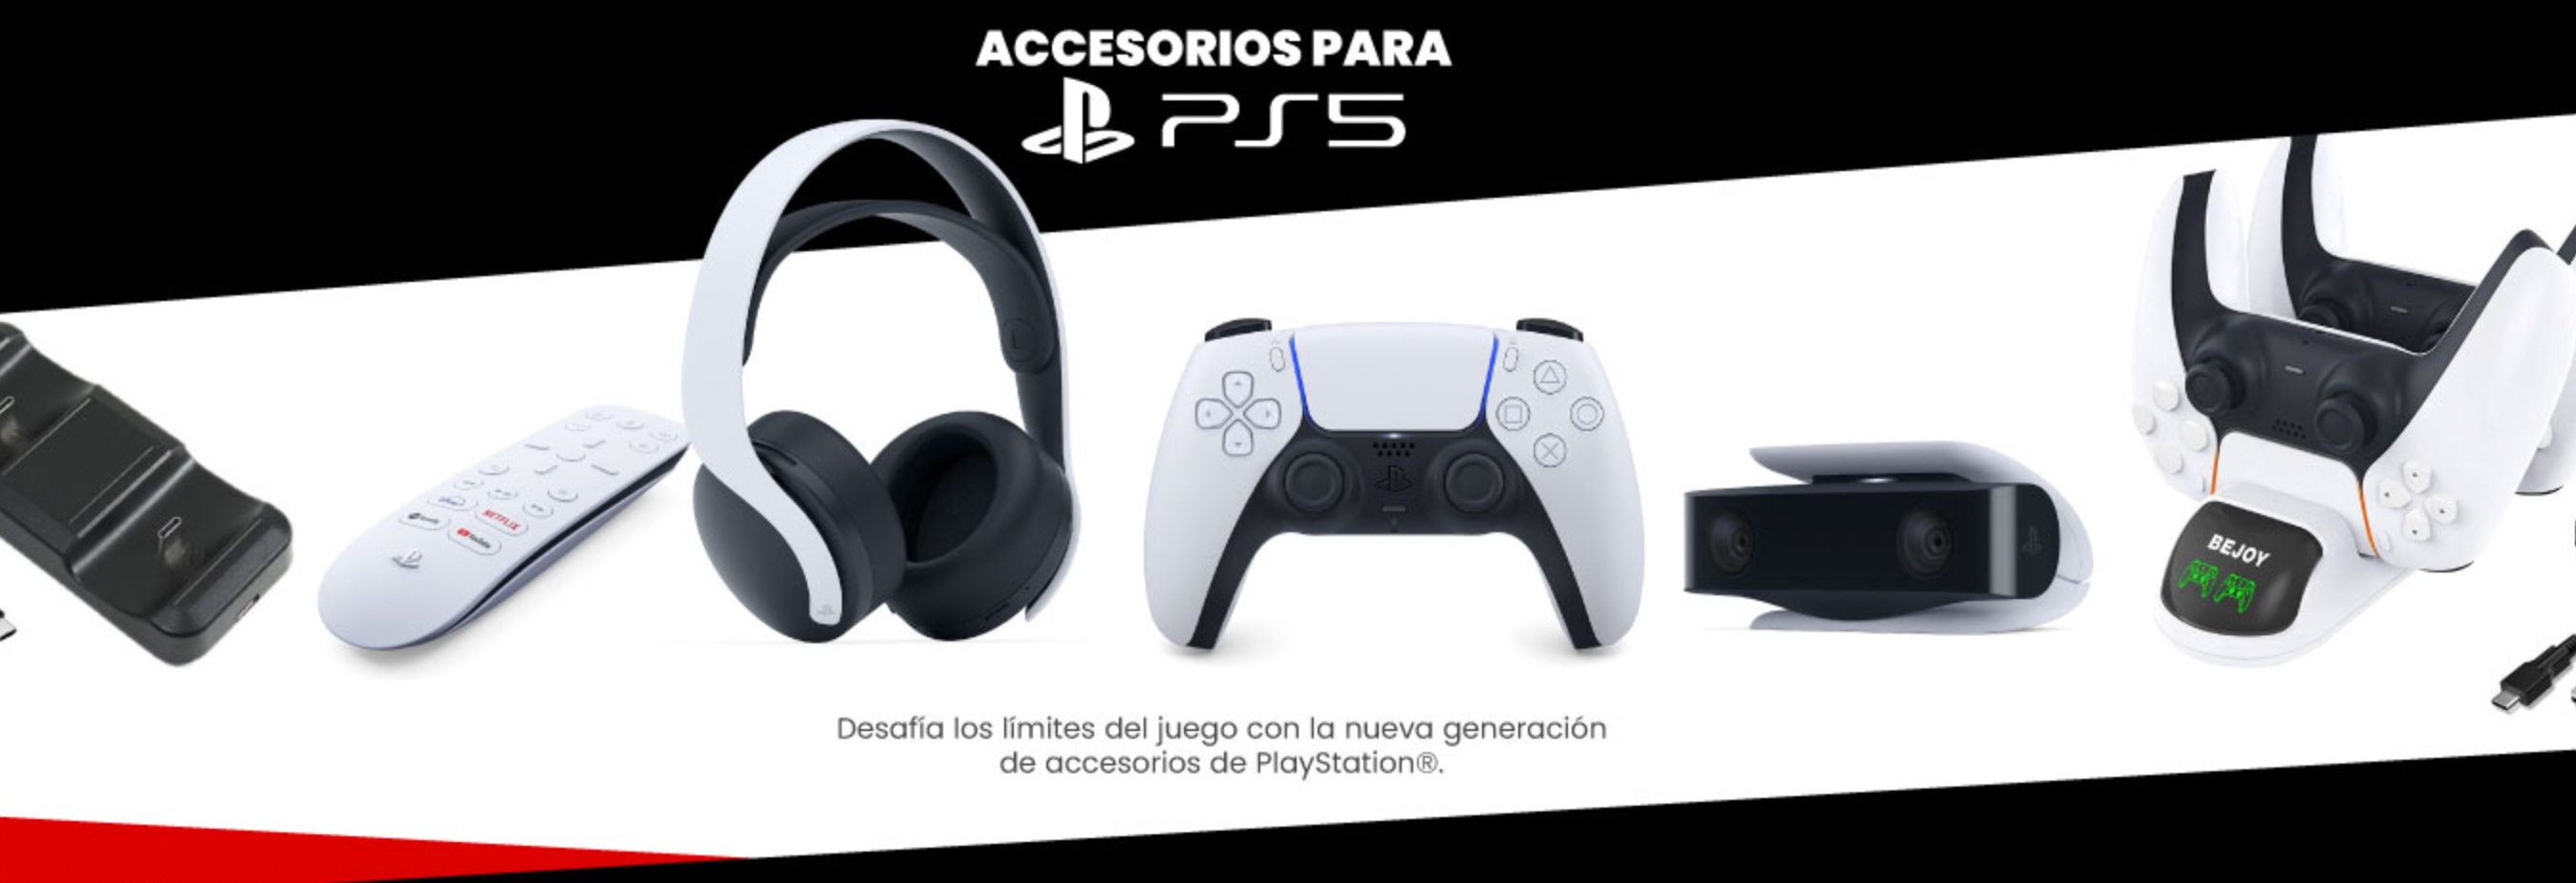 ACCESORIOS PARA
PS5
L
NETFLIX
YouTube
BEJOY
Desafía los límites del juego con la nueva generación
de accesorios de PlayStation®.